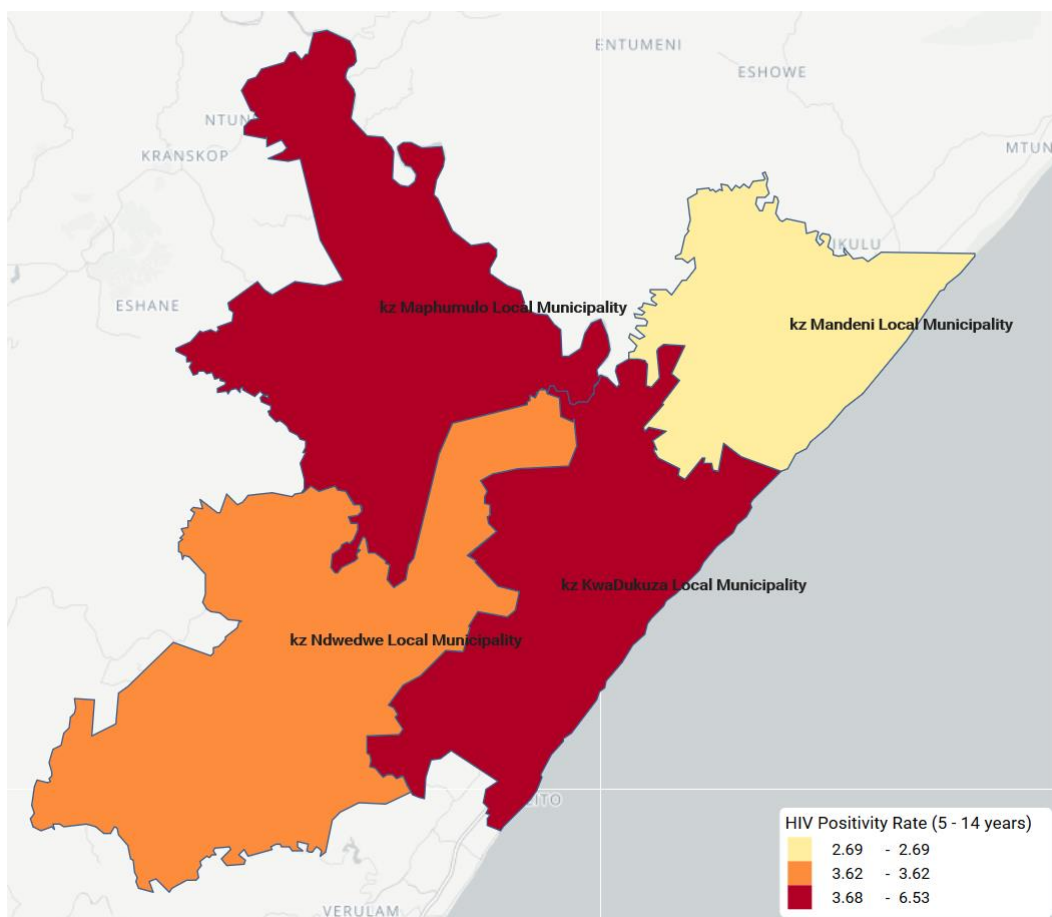 ENTUMENI
ESHOWE
NTUN
KRANSKOP
MTUN
IKULU
ESHANE
kz Maphumulo Local Municipality
kz Mandeni Local Municipality
kz KwaDukuza Local Municipality
kz Ndwedwe Local Municipality
ITO
VERULAM
HIV Positivity Rate (5 - 14 years)
2.69 - 2.69
3.62 - 3.62
3.68 - 6.53